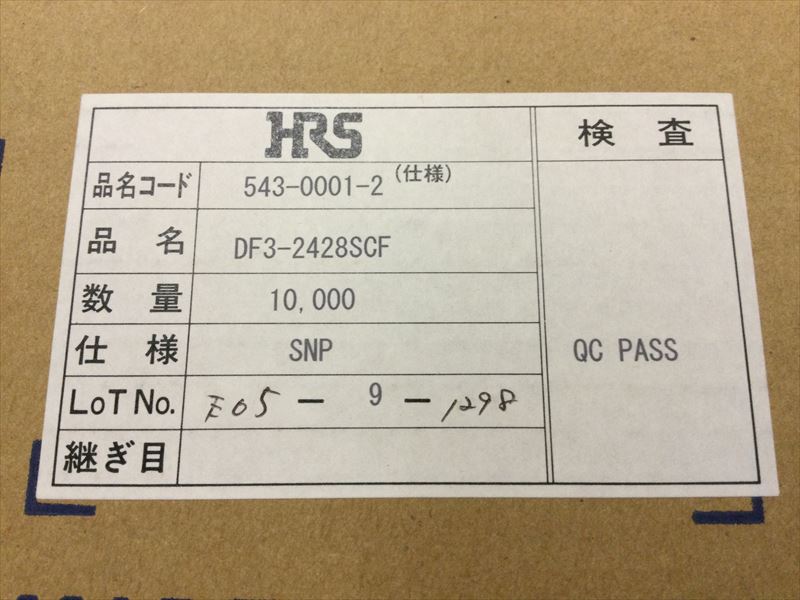 HRS
検 査
品名コード 543-0001-2 (仕様)
品 名 DF3-2428SCF
数 量 10,000
仕 様 SNP
QC PASS
LOT No. E05 - 9 - 1298
継ぎ目